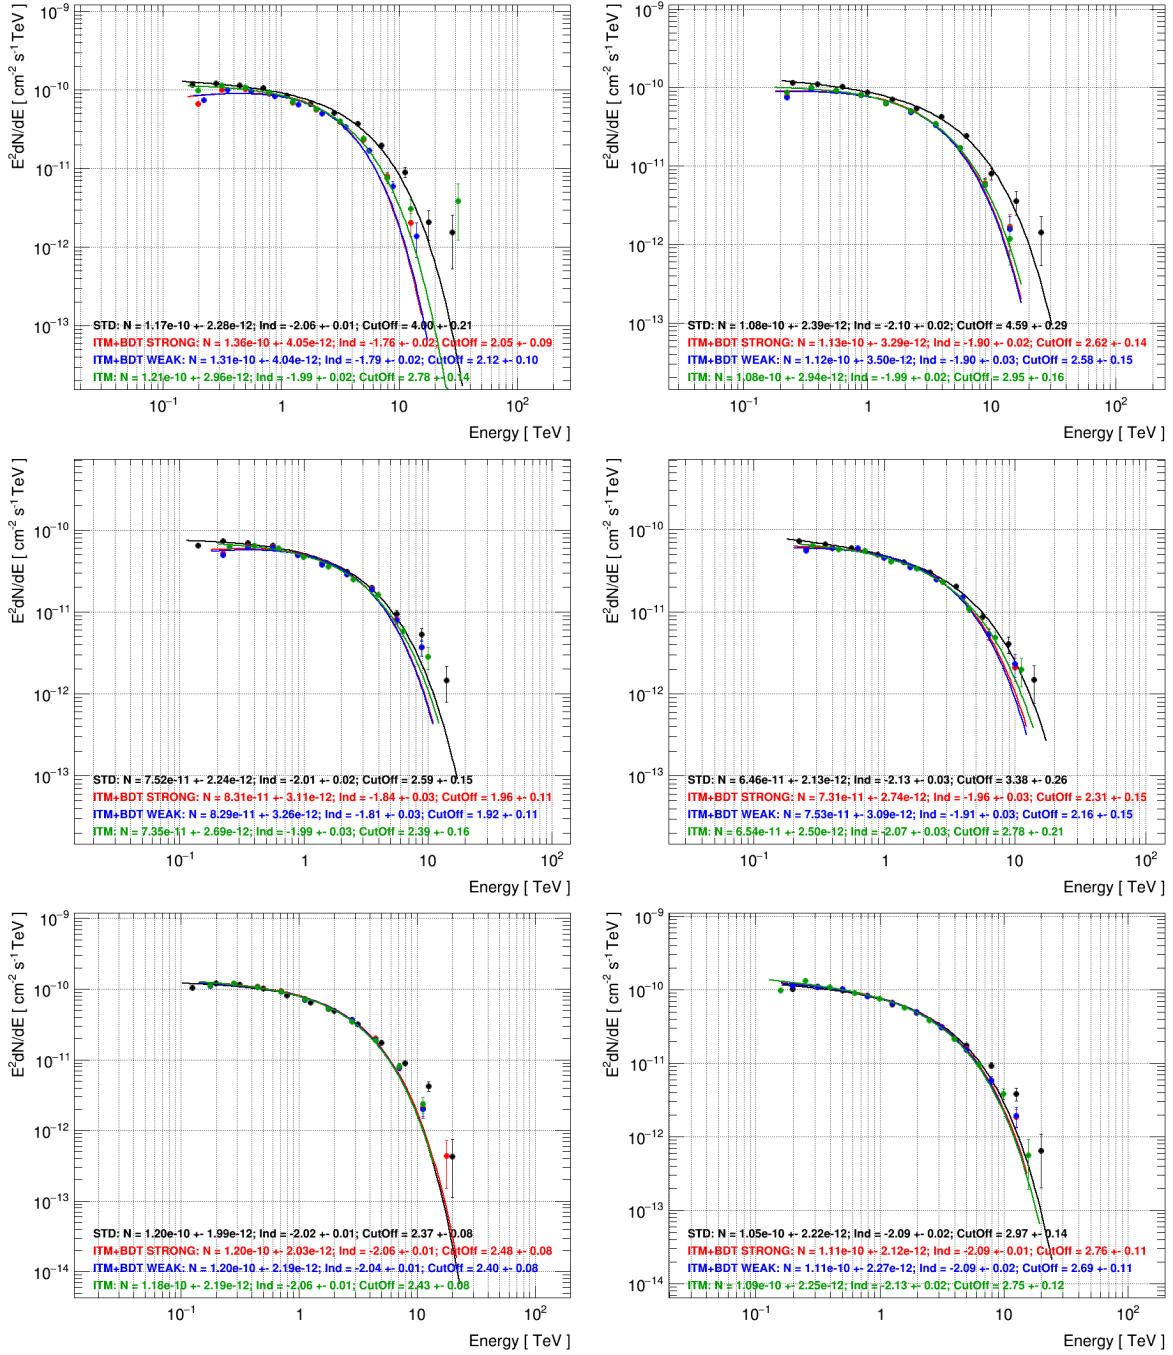 E²dN/dE [ cm⁻² s⁻¹ TeV ]
10⁻⁹
10⁻¹⁰
10⁻¹¹
10⁻¹²
10⁻¹³
STD: N = 1.17e-10 +- 2.28e-12; Ind = -2.06 +- 0.01; CutOff = 4.00 +- 0.21
ITM+BDT STRONG: N = 1.36e-10 +- 4.05e-12; Ind = -1.76 +- 0.02; CutOff = 2.05 +- 0.09
ITM+BDT WEAK: N = 1.31e-10 +- 4.04e-12; Ind = -1.79 +- 0.02; CutOff = 2.12 +- 0.10
ITM: N = 1.21e-10 +- 2.96e-12; Ind = -1.99 +- 0.02; CutOff = 2.78 +- 0.14
10⁻¹ 1 10 10²
Energy [ TeV ]
E²dN/dE [ cm⁻² s⁻¹ TeV ]
10⁻⁹
10⁻¹⁰
10⁻¹¹
10⁻¹²
10⁻¹³
STD: N = 1.08e-10 +- 2.39e-12; Ind = -2.10 +- 0.02; CutOff = 4.59 +- 0.29
ITM+BDT STRONG: N = 1.13e-10 +- 3.29e-12; Ind = -1.90 +- 0.02; CutOff = 2.62 +- 0.14
ITM+BDT WEAK: N = 1.12e-10 +- 3.50e-12; Ind = -1.90 +- 0.03; CutOff = 2.58 +- 0.15
ITM: N = 1.08e-10 +- 2.94e-12; Ind = -1.99 +- 0.02; CutOff = 2.95 +- 0.16
10⁻¹ 1 10 10²
Energy [ TeV ]
E²dN/dE [ cm⁻² s⁻¹ TeV ]
10⁻¹⁰
10⁻¹¹
10⁻¹²
10⁻¹³
STD: N = 7.52e-11 +- 2.24e-12; Ind = -2.01 +- 0.02; CutOff = 2.59 +- 0.15
ITM+BDT STRONG: N = 8.31e-11 +- 3.11e-12; Ind = -1.84 +- 0.03; CutOff = 1.96 +- 0.11
ITM+BDT WEAK: N = 8.29e-11 +- 3.26e-12; Ind = -1.81 +- 0.03; CutOff = 1.92 +- 0.11
ITM: N = 7.35e-11 +- 2.69e-12; Ind = -1.99 +- 0.03; CutOff = 2.39 +- 0.16
10⁻¹ 1 10 10²
Energy [ TeV ]
E²dN/dE [ cm⁻² s⁻¹ TeV ]
10⁻¹⁰
10⁻¹¹
10⁻¹²
10⁻¹³
STD: N = 6.46e-11 +- 2.13e-12; Ind = -2.13 +- 0.03; CutOff = 3.38 +- 0.26
ITM+BDT STRONG: N = 7.31e-11 +- 2.74e-12; Ind = -1.96 +- 0.03; CutOff = 2.31 +- 0.15
ITM+BDT WEAK: N = 7.53e-11 +- 3.09e-12; Ind = -1.91 +- 0.03; CutOff = 2.16 +- 0.15
ITM: N = 6.54e-11 +- 2.50e-12; Ind = -2.07 +- 0.03; CutOff = 2.78 +- 0.21
10⁻¹ 1 10 10²
Energy [ TeV ]
E²dN/dE [ cm⁻² s⁻¹ TeV ]
10⁻⁹
10⁻¹⁰
10⁻¹¹
10⁻¹²
10⁻¹³
10⁻¹⁴
STD: N = 1.20e-10 +- 1.99e-12; Ind = -2.02 +- 0.01; CutOff = 2.37 +- 0.08
ITM+BDT STRONG: N = 1.20e-10 +- 2.03e-12; Ind = -2.06 +- 0.01; CutOff = 2.48 +- 0.08
ITM+BDT WEAK: N = 1.20e-10 +- 2.19e-12; Ind = -2.04 +- 0.01; CutOff = 2.40 +- 0.08
ITM: N = 1.18e-10 +- 2.19e-12; Ind = -2.06 +- 0.01; CutOff = 2.43 +- 0.08
10⁻¹ 1 10 10²
Energy [ TeV ]
E²dN/dE [ cm⁻² s⁻¹ TeV ]
10⁻⁹
10⁻¹⁰
10⁻¹¹
10⁻¹²
10⁻¹³
10⁻¹⁴
STD: N = 1.05e-10 +- 2.22e-12; Ind = -2.09 +- 0.02; CutOff = 2.97 +- 0.14
ITM+BDT STRONG: N = 1.11e-10 +- 2.12e-12; Ind = -2.09 +- 0.01; CutOff = 2.76 +- 0.11
ITM+BDT WEAK: N = 1.11e-10 +- 2.27e-12; Ind = -2.09 +- 0.02; CutOff = 2.69 +- 0.11
ITM: N = 1.09e-10 +- 2.25e-12; Ind = -2.13 +- 0.02; CutOff = 2.75 +- 0.12
10⁻¹ 1 10 10²
Energy [ TeV ]